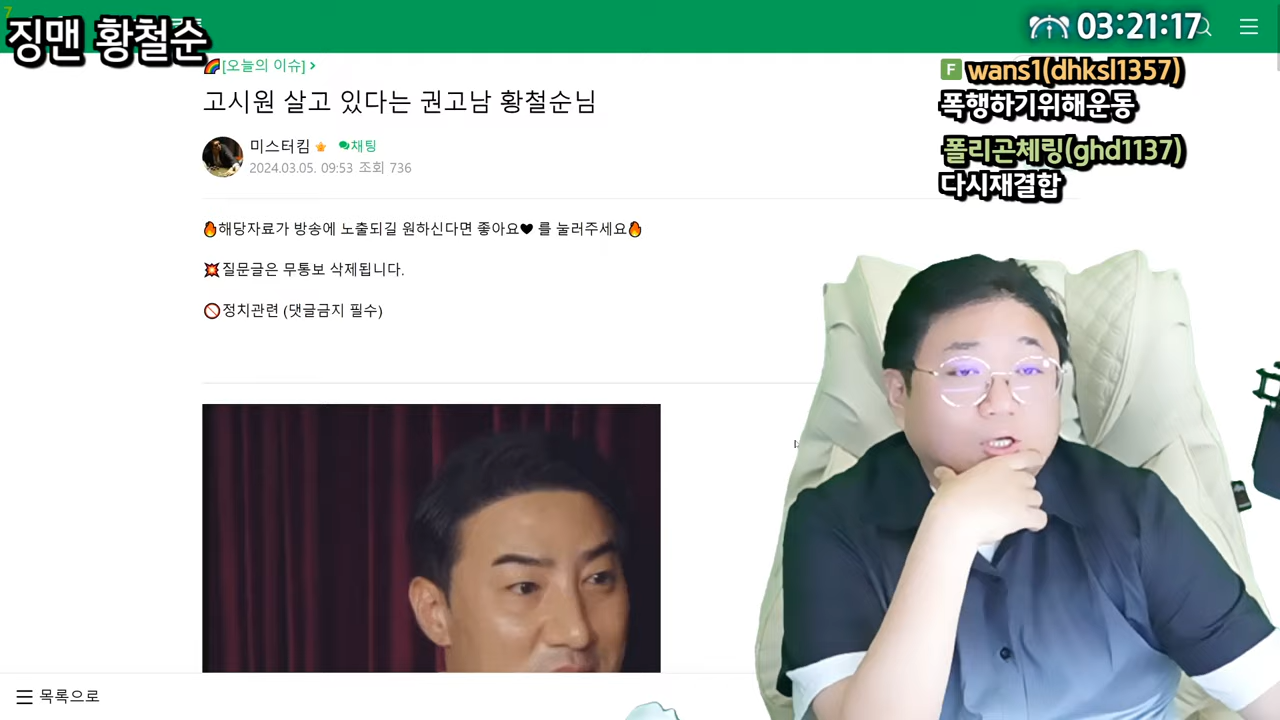 7
징맨 황철순
03:21:17
wans1(dhksl1357)
폭행하기위해운동
폴리곤체링(ghd1137)
다시재결합
[오늘의 이슈] >
고시원 살고 있다는 권고남 황철순님
미스터킴 채팅
2024.03.05. 09:53 조회 736
해당자료가 방송에 노출되길 원하신다면 좋아요🖤 를 눌러주세요
질문글은 무통보 삭제됩니다.
정치관련 (댓글금지 필수)
목록으로